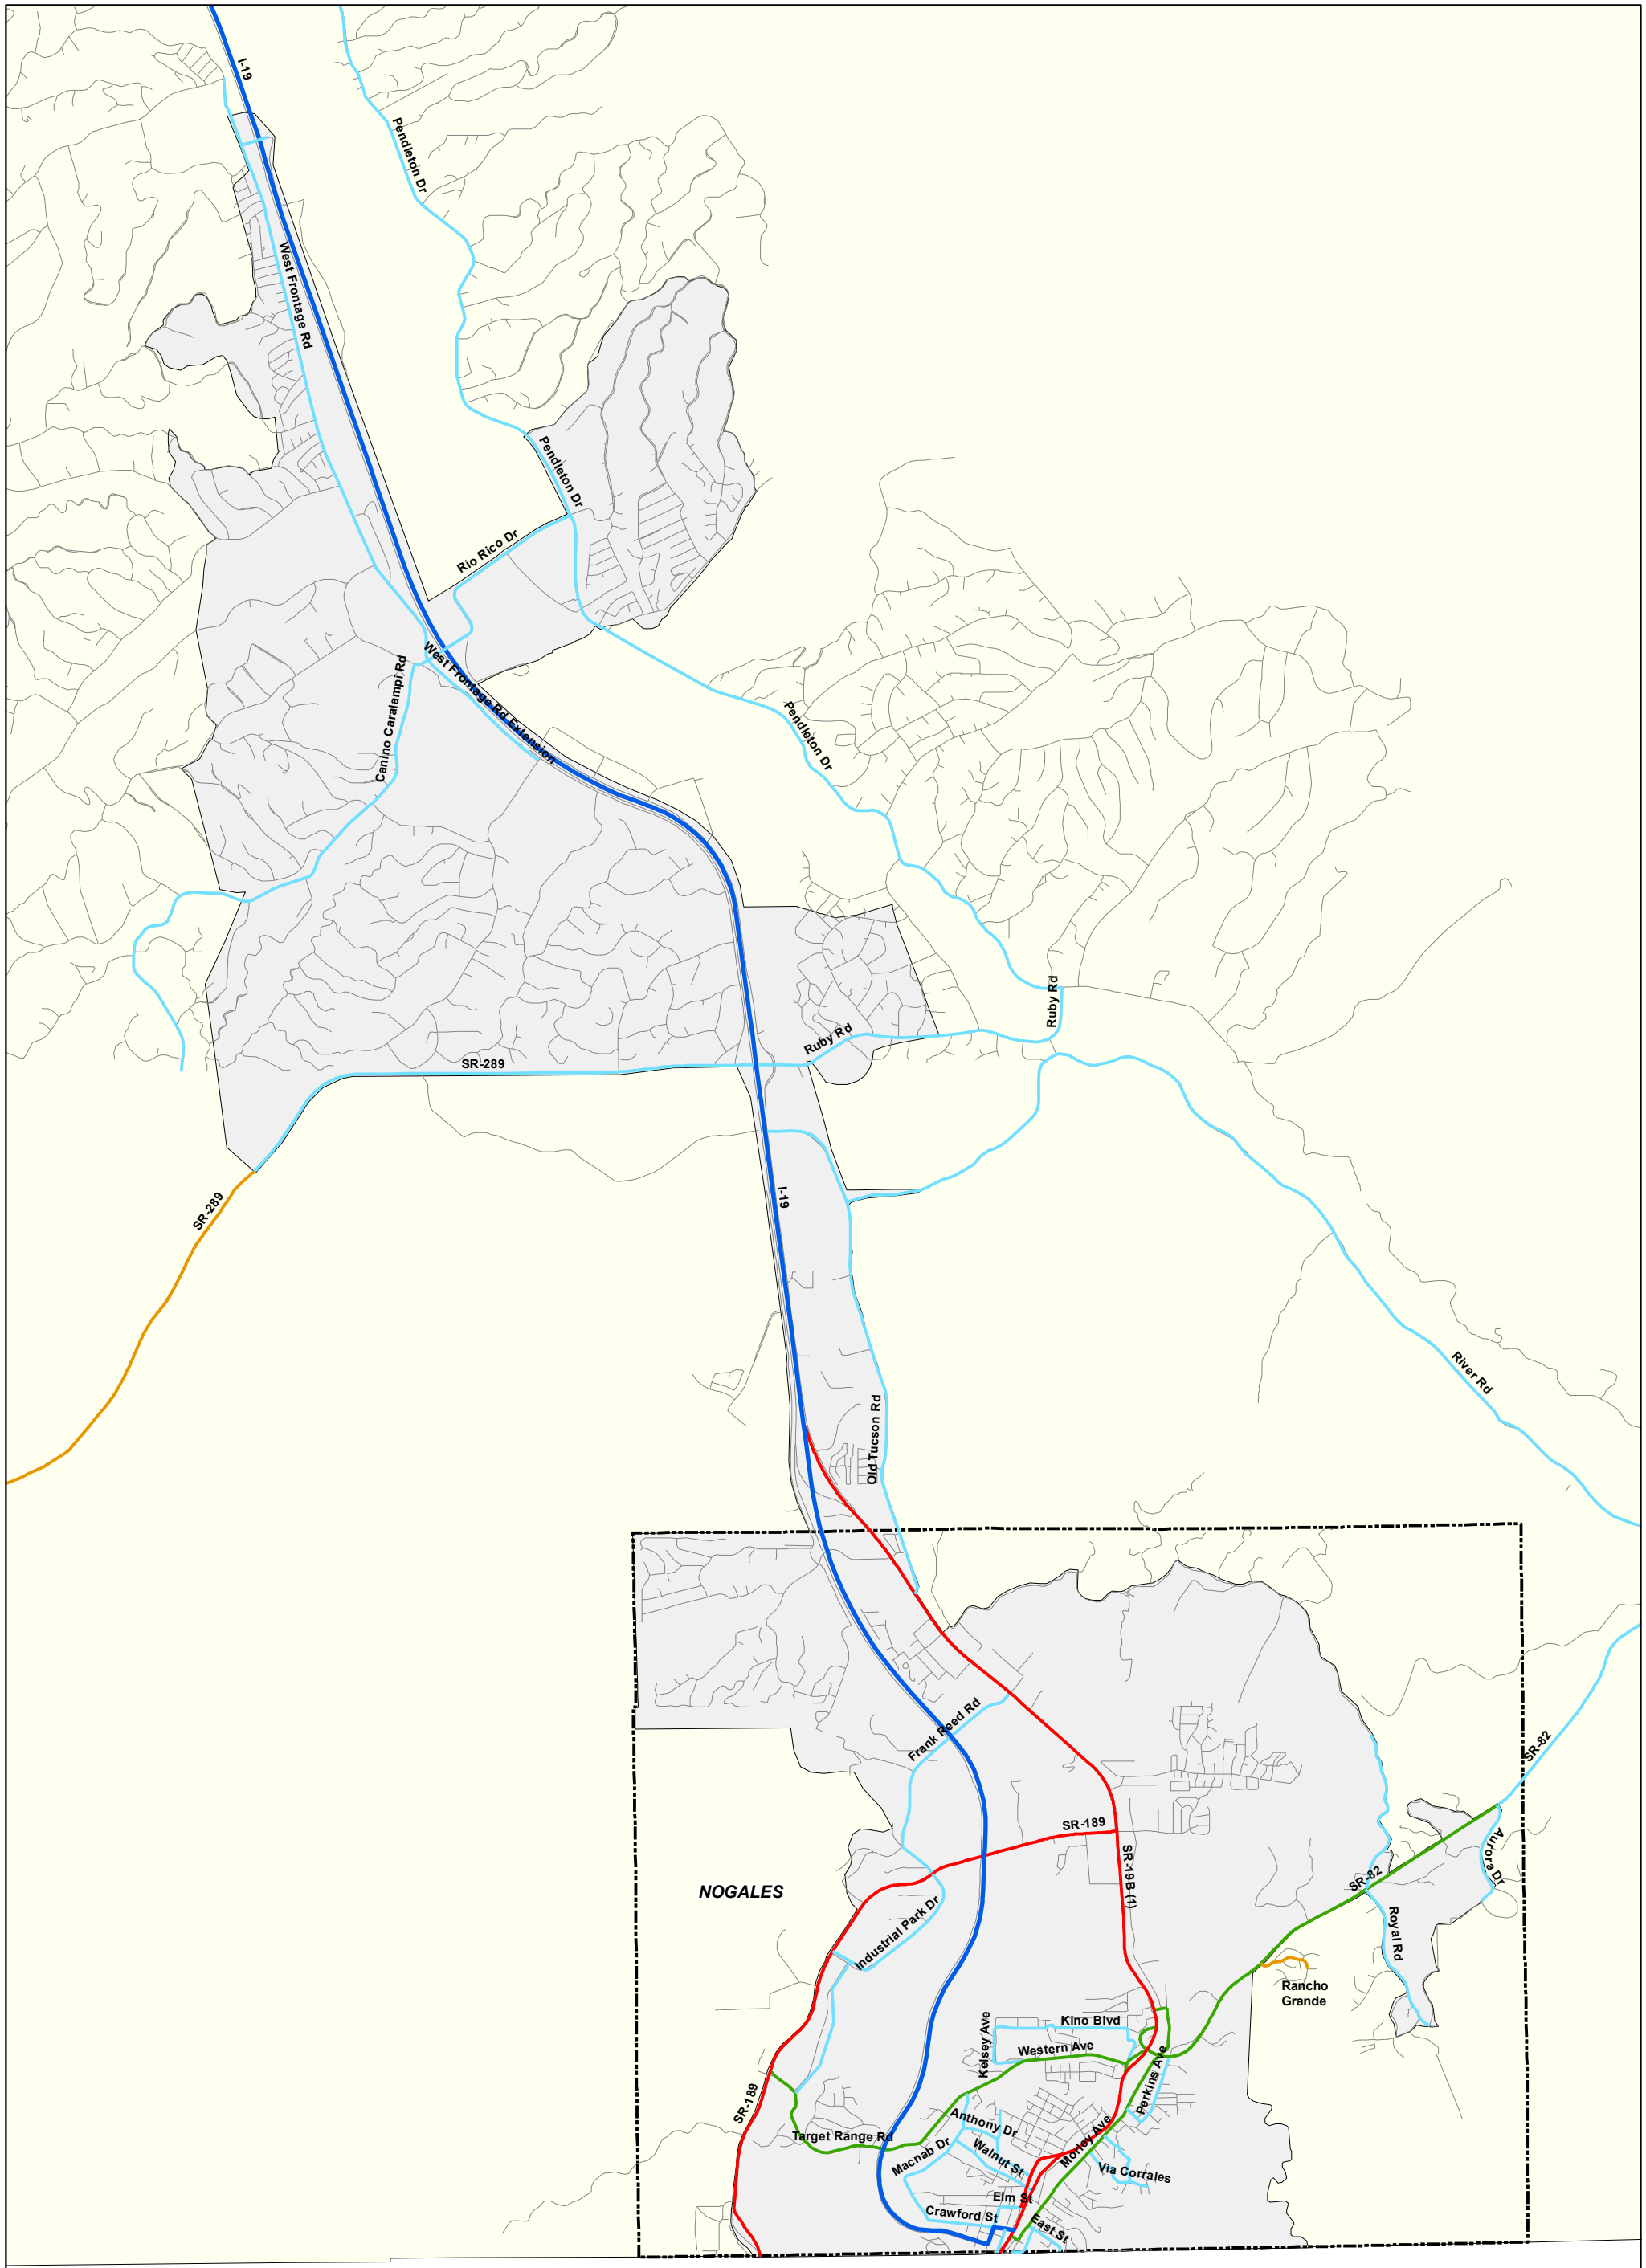 I-19
Pendleton Dr
West Frontage Rd
Pendleton Dr
Rio Rico Dr
West Frontage Rd Extension
Canino Caralampi Rd
Pendleton Dr
Ruby Rd
Ruby Rd
SR-289
I-19
SR-289
River Rd
Old Tucson Rd
Frank Reed Rd
SR-82
SR-189
SR-19B (1)
Aurora Dr
SR-82
NOGALES
Industrial Park Dr
Royal Rd
Rancho
Grande
Kino Blvd
Kelsey Ave
Western Ave
Perkins Ave
SR-189
Anthony Dr
Target Range Rd
Morley Ave
Macnab Dr
Walnut St
Via Corrales
Elm St
Crawford St
East St